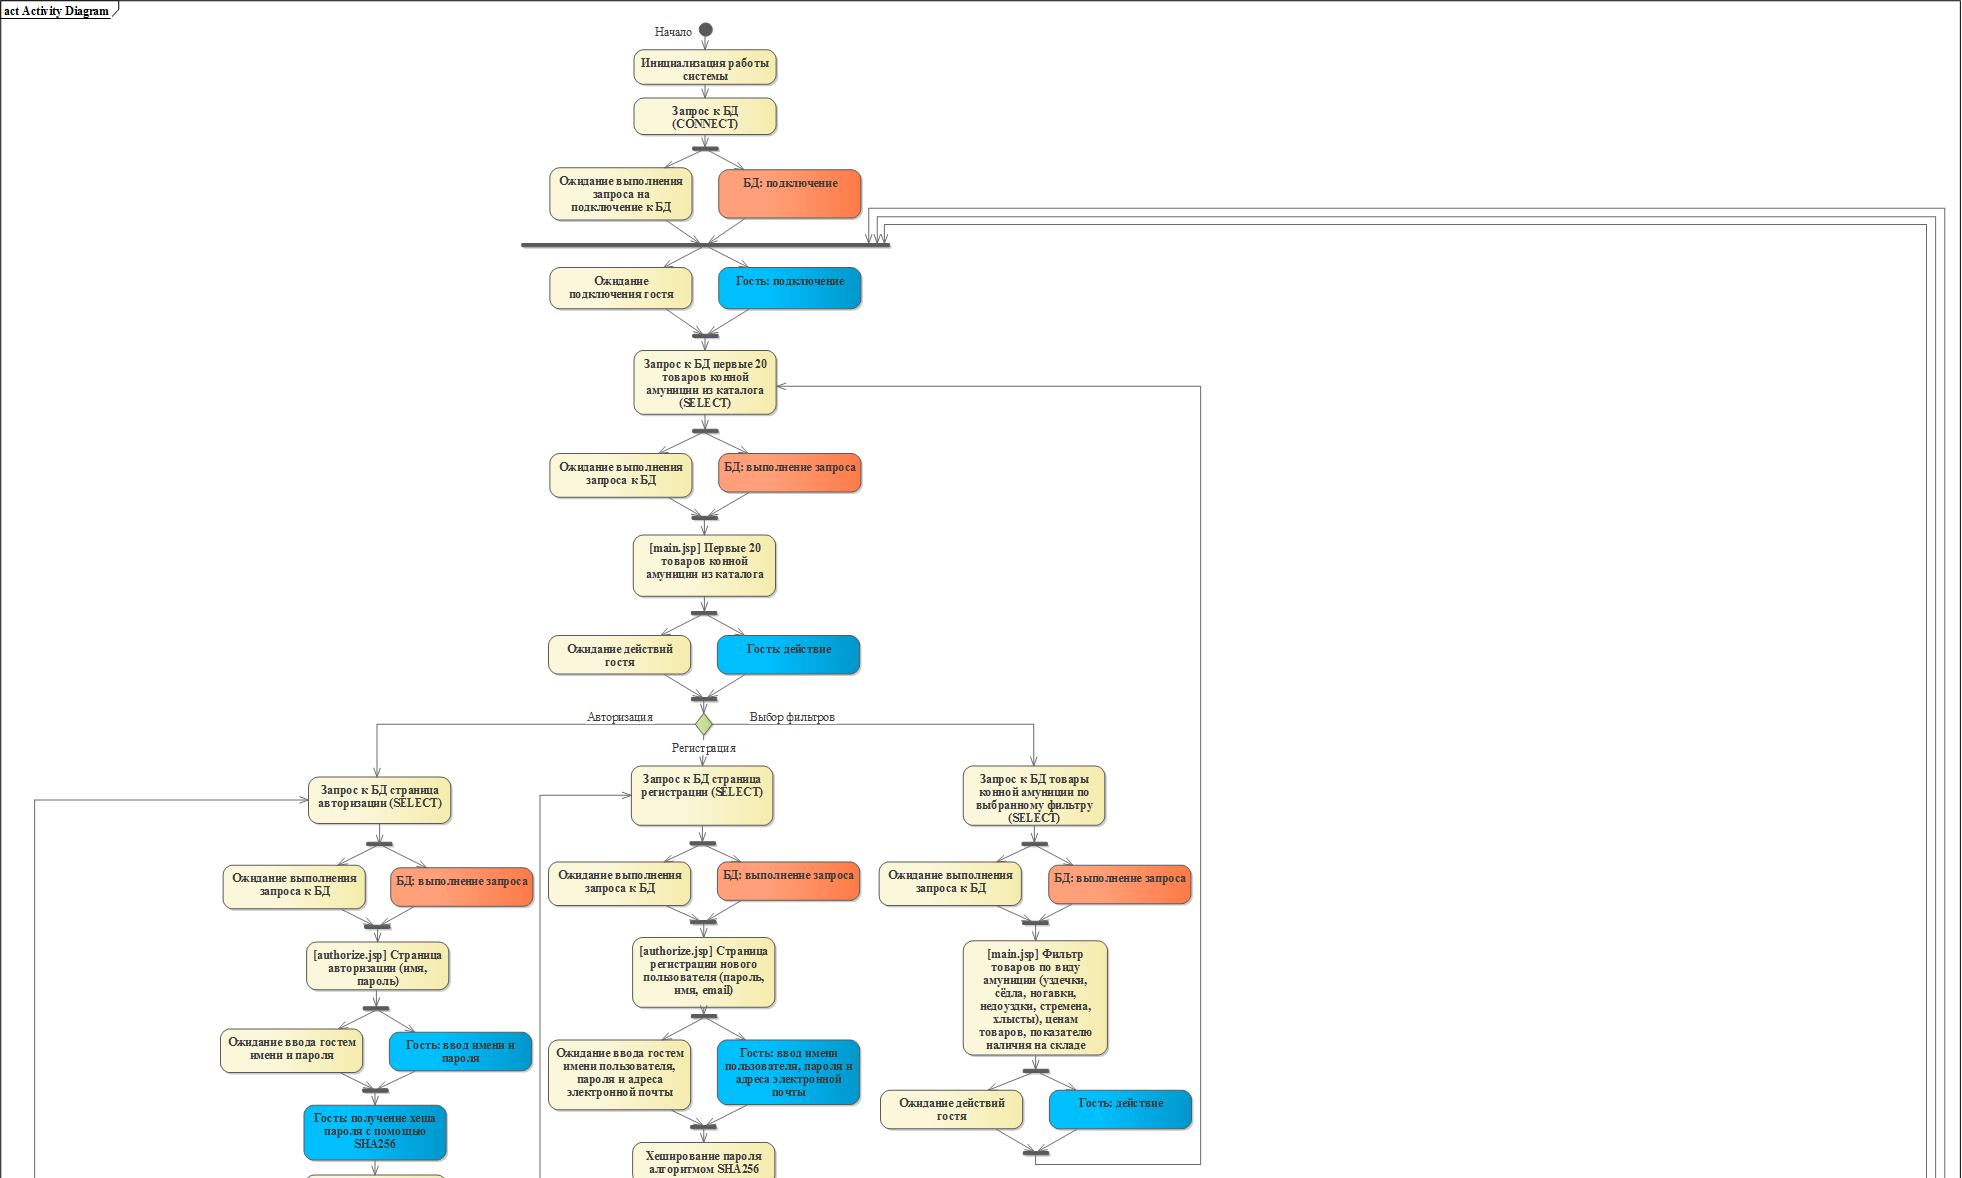 act Activity Diagram
Начало
Инициализация работы
системы
Запрос к БД
(CONNECT)
Ожидание выполнения
запроса на
подключение к БД
БД: подключение
Ожидание
подключения гостя
Гость: подключение
Запрос к БД первые 20
товаров конной
амуниции из каталога
(SELECT)
Ожидание выполнения
запроса к БД
БД: выполнение запроса
[main.jsp] Первые 20
товаров конной
амуниции из каталога
Ожидание действий
гостя
Гость: действие
Авторизация
Выбор фильтров
Регистрация
Запрос к БД страница
авторизации (SELECT)
Ожидание выполнения
запроса к БД
БД: выполнение запроса
[authorize.jsp] Страница
авторизации (имя,
пароль)
Ожидание ввода гостем
имени и пароля
Гость: ввод имени и
пароля
Гость: получение хеша
пароля с помощью
SHA256
Запрос к БД страница
регистрации (SELECT)
Ожидание выполнения
запроса к БД
БД: выполнение запроса
[authorize.jsp] Страница
регистрации нового
пользователя (пароль,
имя, email)
Ожидание ввода гостем
имени пользователя,
пароля и адреса
электронной почты
Гость: ввод имени
пользователя, пароля и
адреса электронной
почты
Хеширование пароля
алгоритмом SHA256
Запрос к БД товары
конной амуниции по
выбранному фильтру
(SELECT)
Ожидание выполнения
запроса к БД
БД: выполнение запроса
[main.jsp] Фильтр
товаров по виду
амуниции (уздечки,
сёдла, ногавки,
недоуздки, стремена,
хлысты), ценам
товаров, показателю
наличия на складе
Ожидание действий
гостя
Гость: действие